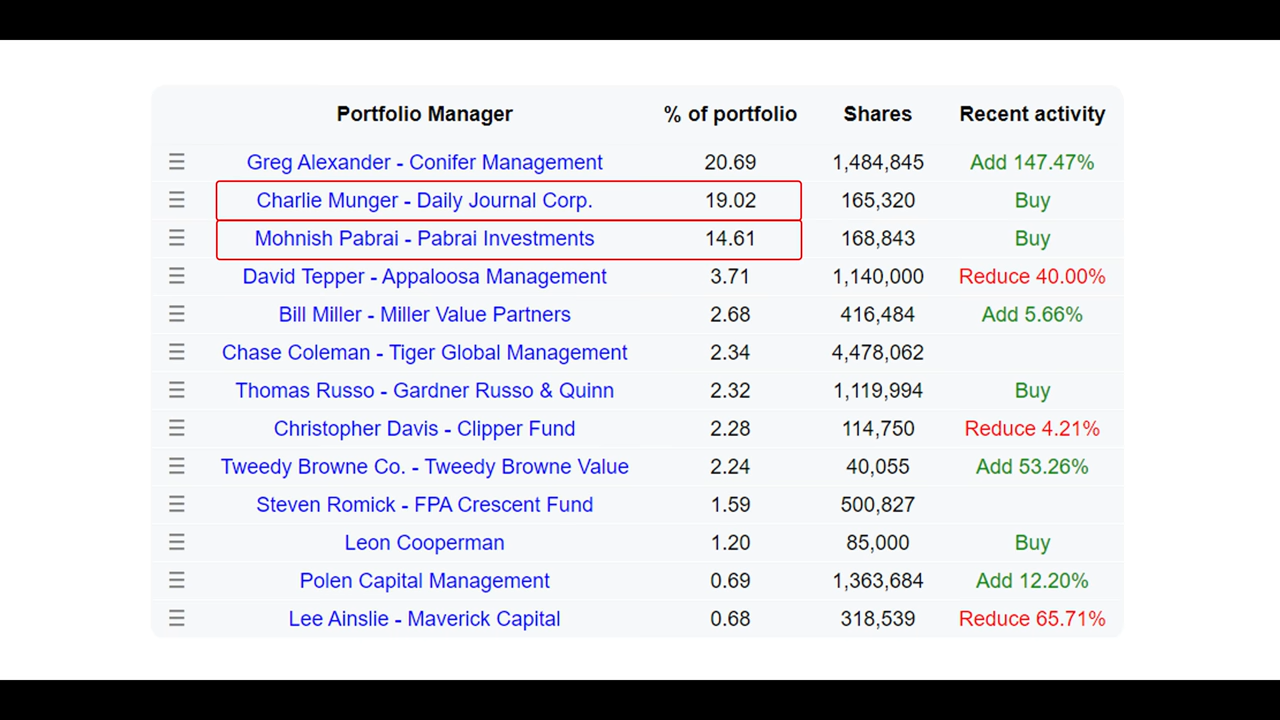 Portfolio Manager % of portfolio Shares Recent activity
Greg Alexander - Conifer Management 20.69 1,484,845 Add 147.47%
Charlie Munger - Daily Journal Corp. 19.02 165,320 Buy
Mohnish Pabrai - Pabrai Investments 14.61 168,843 Buy
David Tepper - Appaloosa Management 3.71 1,140,000 Reduce 40.00%
Bill Miller - Miller Value Partners 2.68 416,484 Add 5.66%
Chase Coleman - Tiger Global Management 2.34 4,478,062
Thomas Russo - Gardner Russo & Quinn 2.32 1,119,994 Buy
Christopher Davis - Clipper Fund 2.28 114,750 Reduce 4.21%
Tweedy Browne Co. - Tweedy Browne Value 2.24 40,055 Add 53.26%
Steven Romick - FPA Crescent Fund 1.59 500,827
Leon Cooperman 1.20 85,000 Buy
Polen Capital Management 0.69 1,363,684 Add 12.20%
Lee Ainslie - Maverick Capital 0.68 318,539 Reduce 65.71%